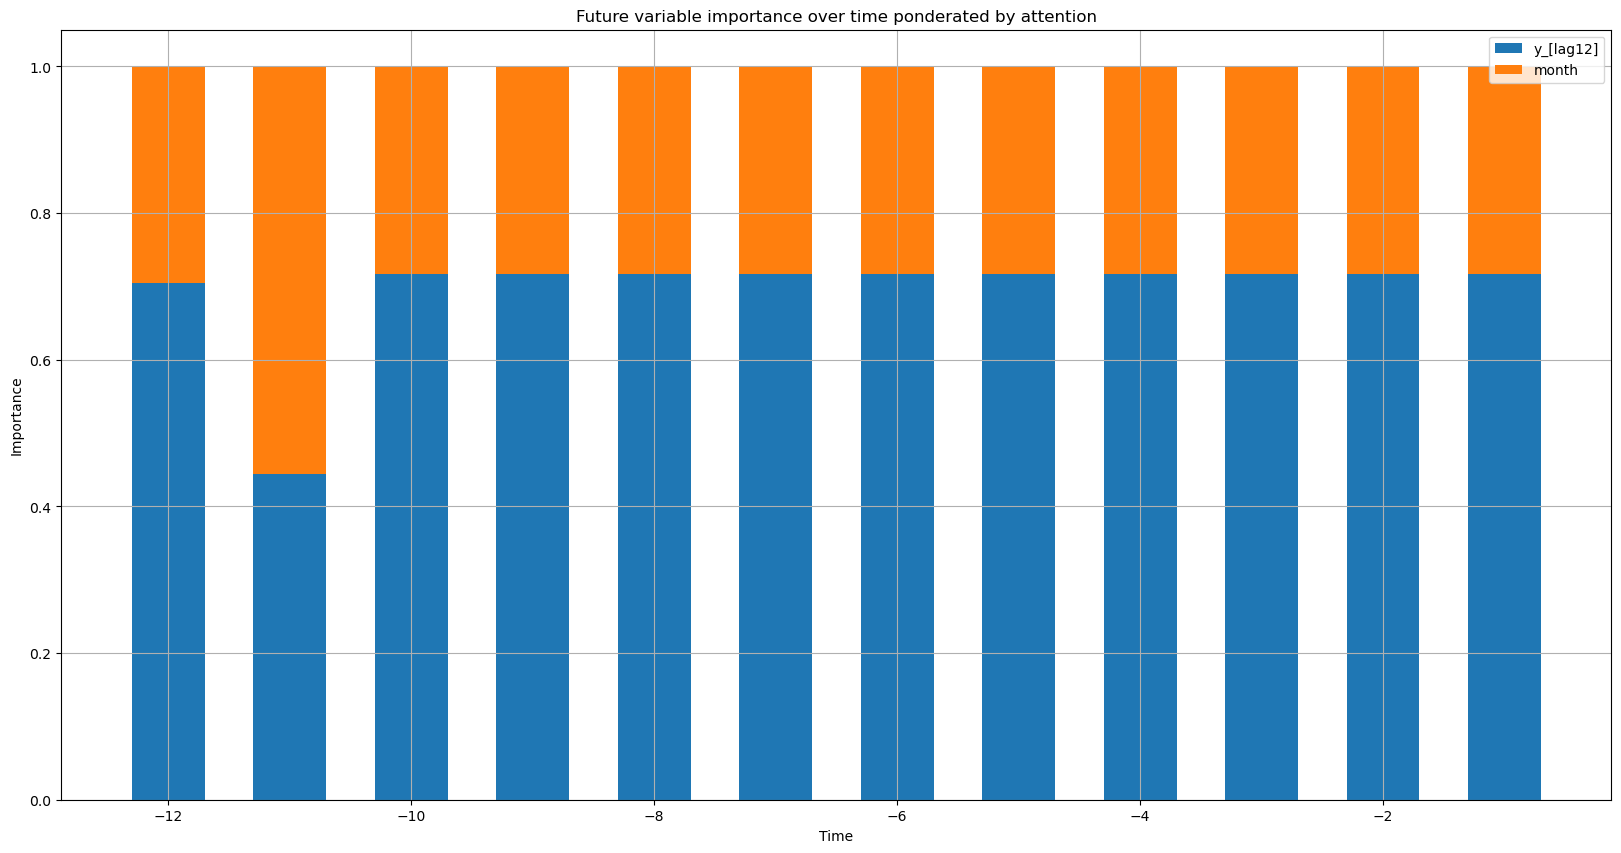 Future variable importance over time ponderated by attention
y_[lag12]
month
1.0
0.8
0.6
0.4
0.2
0.0
Importance
−12
−10
−8
−6
−4
−2
Time